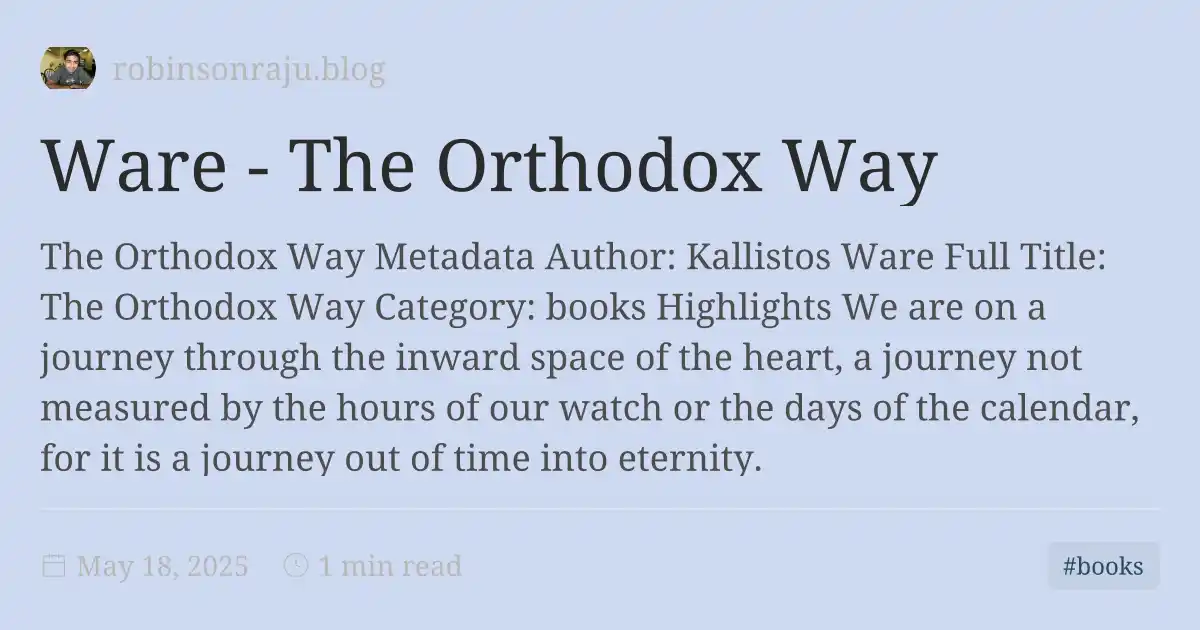 robinsonraju.blog
Ware - The Orthodox Way
The Orthodox Way Metadata Author: Kallistos Ware Full Title:
The Orthodox Way Category: books Highlights We are on a
journey through the inward space of the heart, a journey not
measured by the hours of our watch or the days of the calendar,
for it is a journey out of time into eternity.
May 18, 2025 1 min read
#books